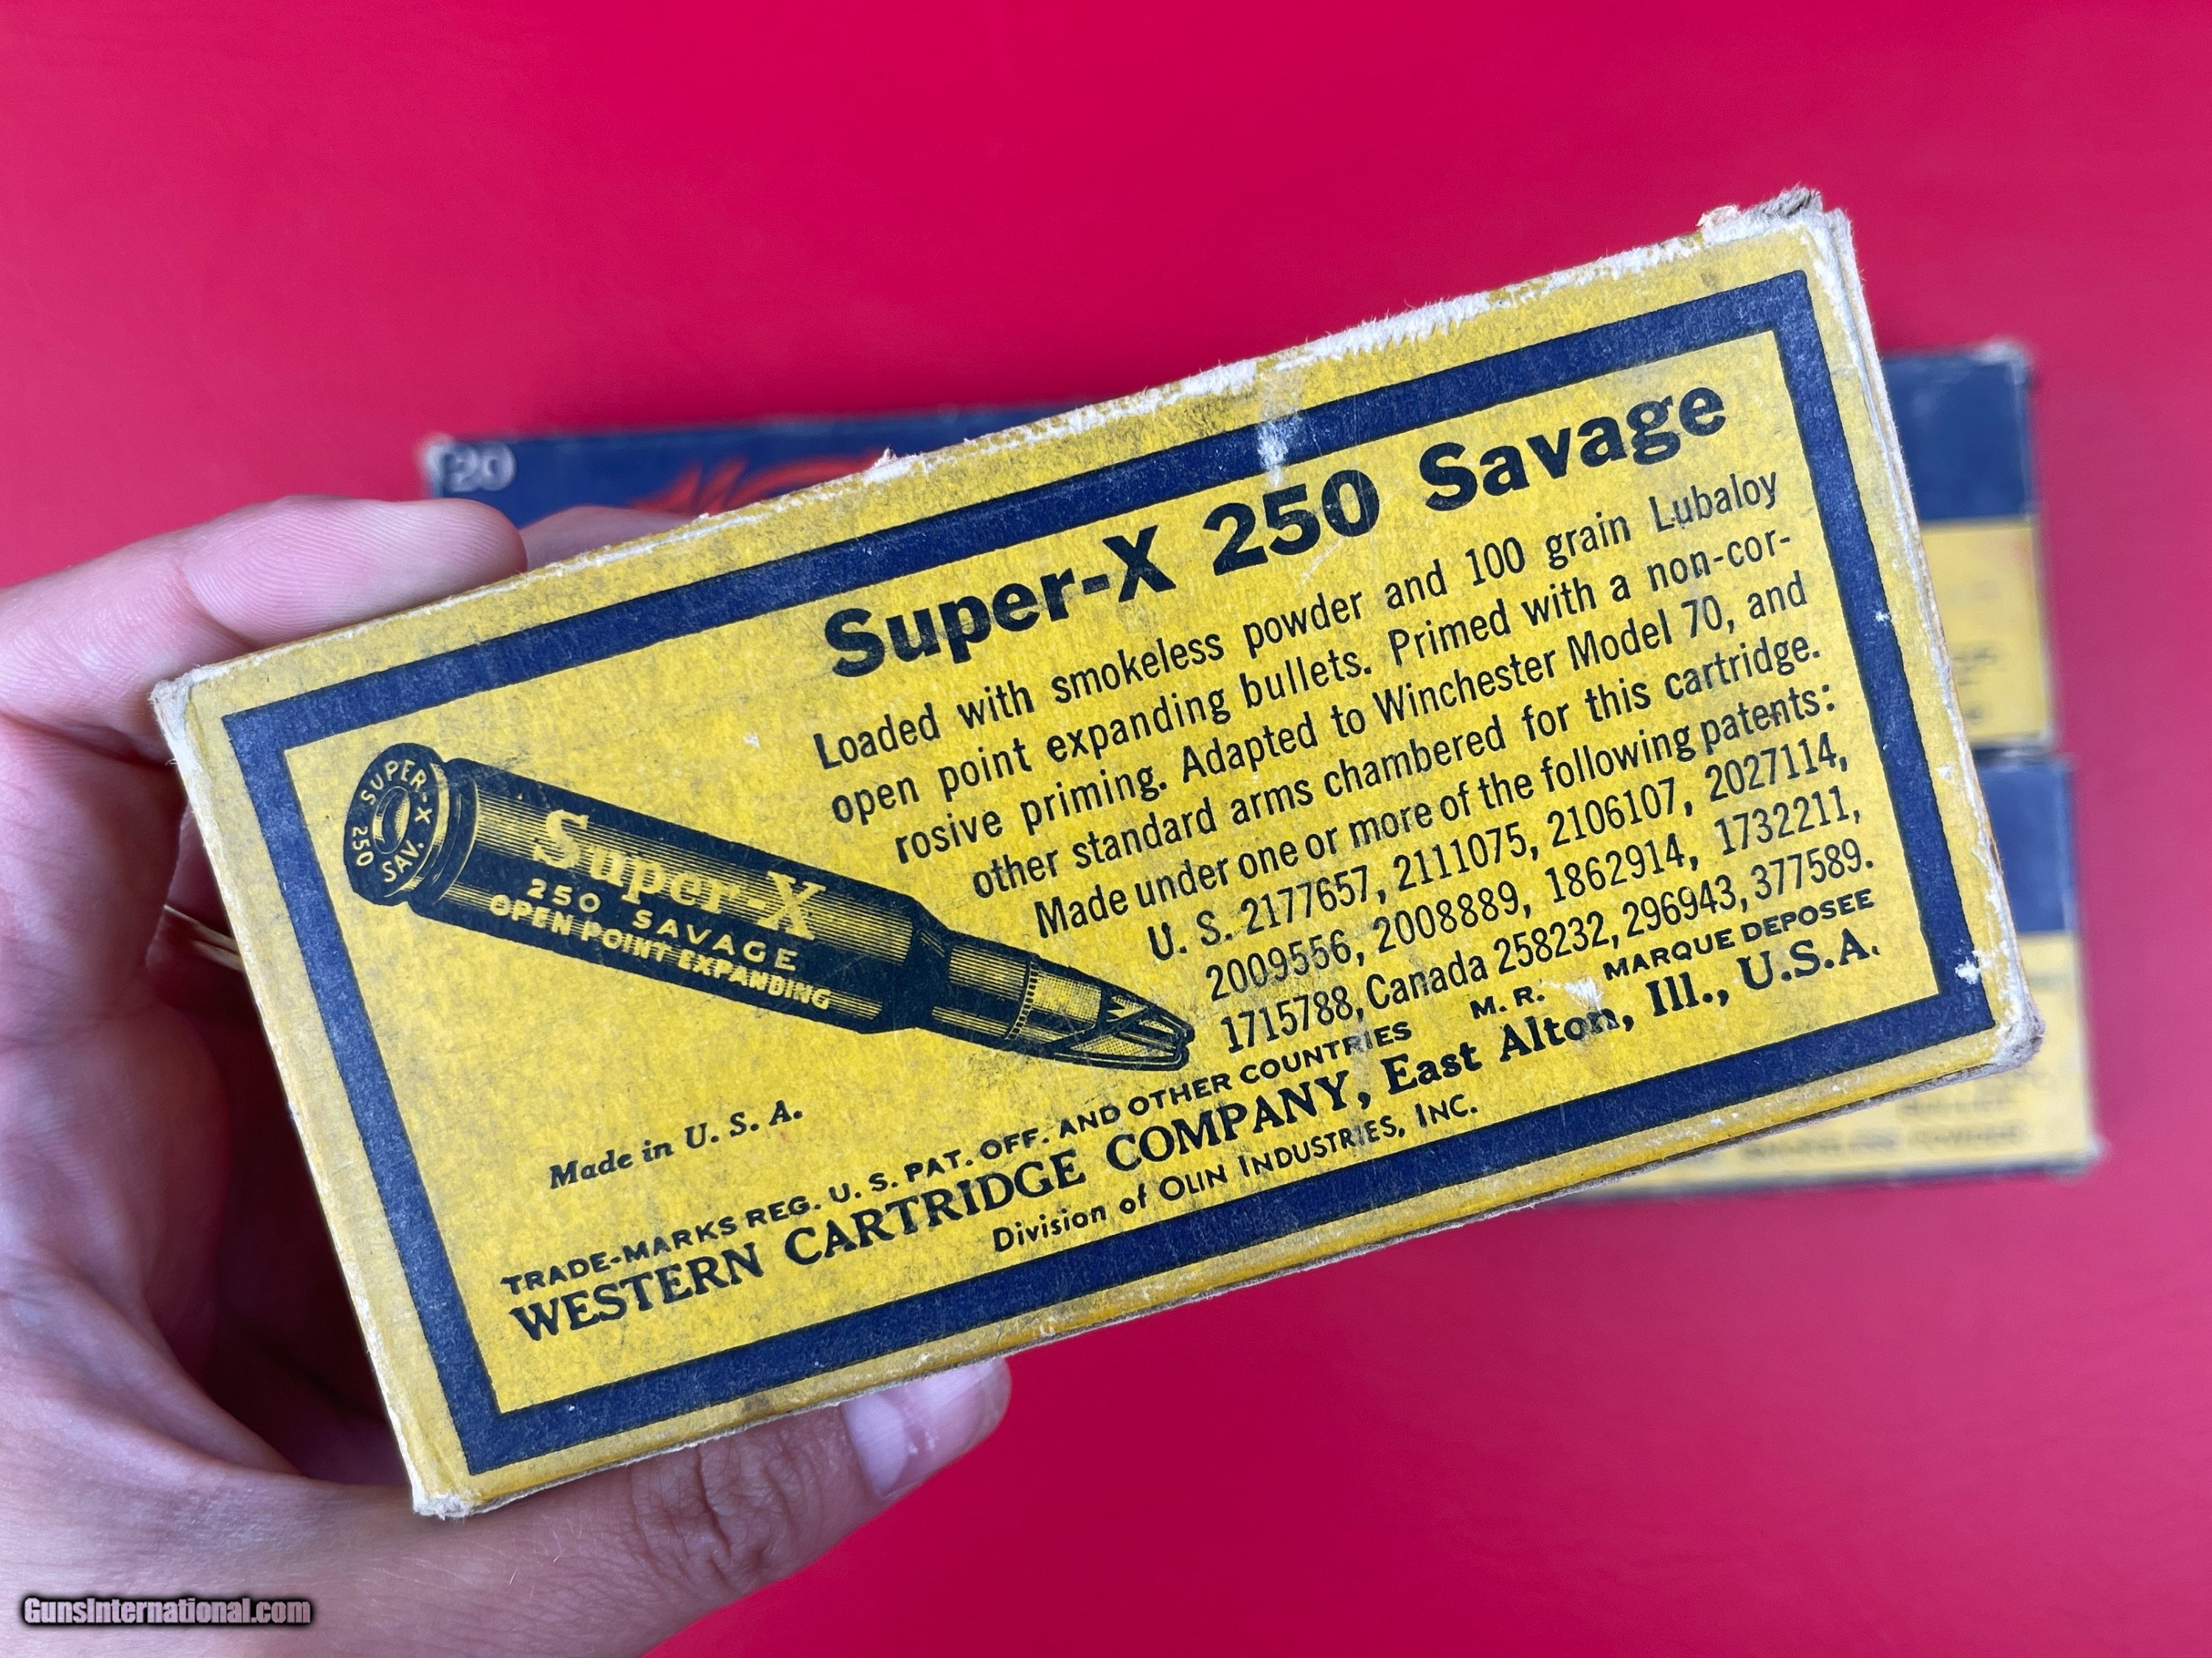 20
Super-X 250 Savage
Loaded with smokeless powder and 100 grain Lubaloy
open point expanding bullets. Primed with a non-cor-
rosive priming. Adapted to Winchester Model 70, and
other standard arms chambered for this cartridge.
Made under one or more of the following patents:
U. S. 2177657, 2111075, 2106107, 2027114,
2009556, 2008889, 1862914, 1732211,
1715788, Canada 258232, 296943, 377589.
SUPER-X
250 SAV.
Super-X
250 SAVAGE
OPEN POINT EXPANDING
Made in U. S. A.
TRADE-MARKS REG. U. S. PAT. OFF. AND OTHER COUNTRIES M. R. MARQUE DEPOSEE
WESTERN CARTRIDGE COMPANY, East Alton, Ill., U.S.A.
Division of OLIN INDUSTRIES, INC.
GunsInternational.com